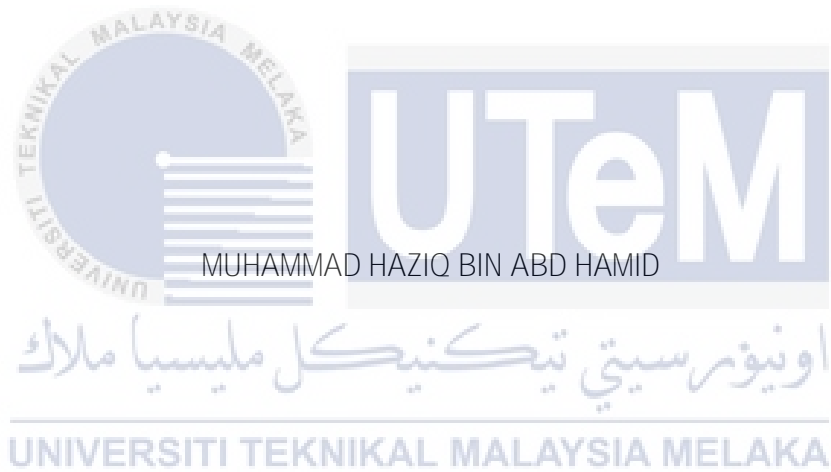 UNIVERSITI TEKNIKAL MALAYSIA MELAKA
UTeM
MUHAMMAD HAZIQ BIN ABD HAMID
اونيۏرسيتي تيكنيكل مليسيا ملاك
UNIVERSITI TEKNIKAL MALAYSIA MELAKA